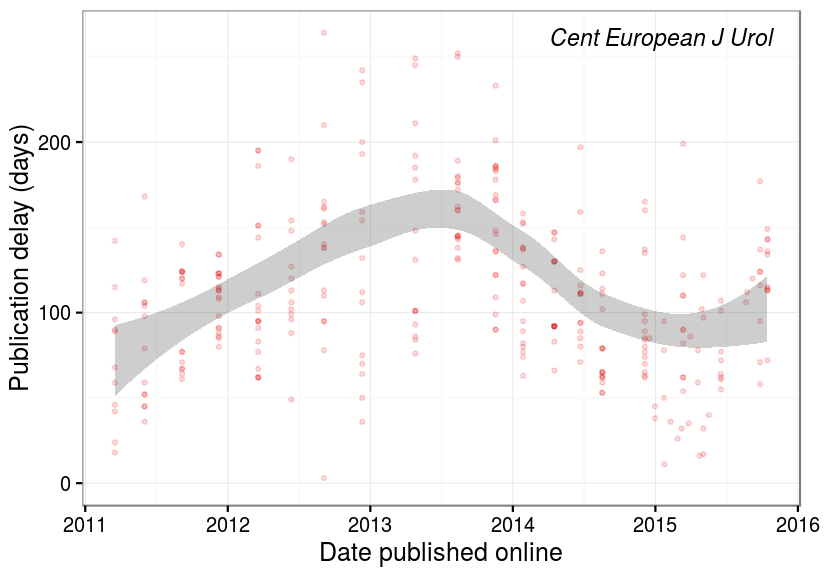 Cent European J Urol
Publication delay (days)
200
100
0
2011 2012 2013 2014 2015 2016
Date published online